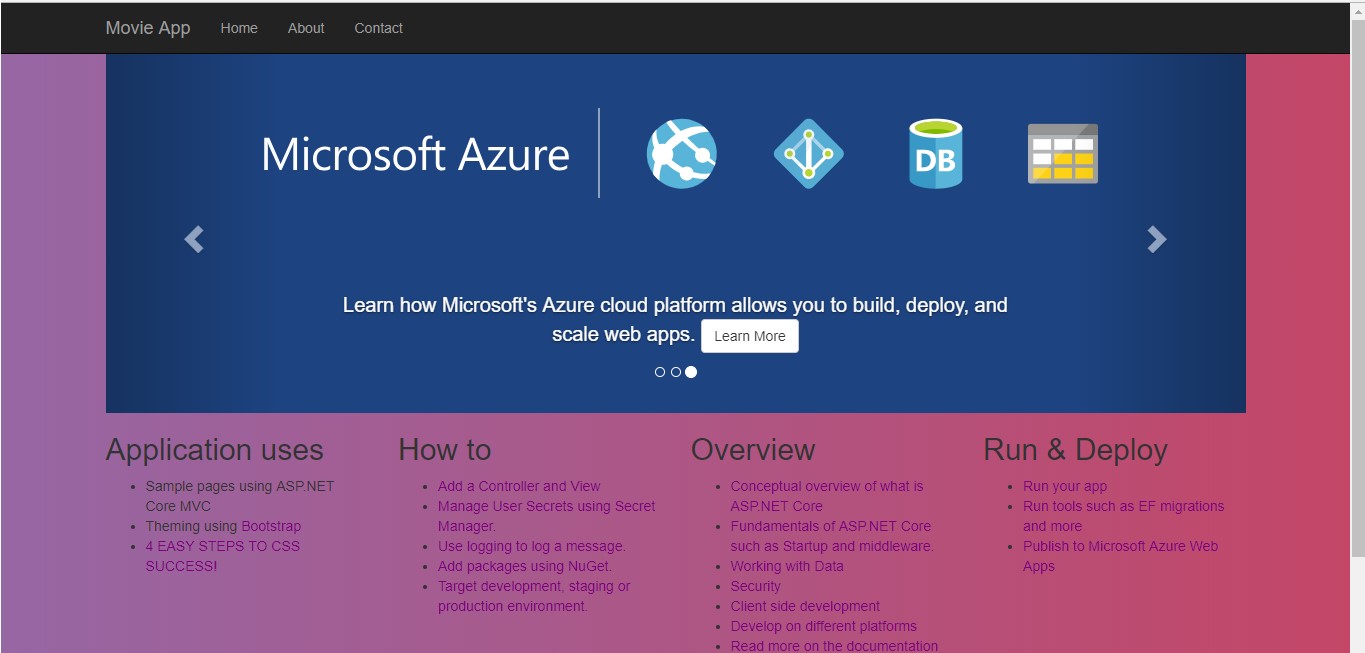 Movie App Home About Contact
Microsoft Azure
DB
Learn how Microsoft's Azure cloud platform allows you to build, deploy, and
scale web apps. Learn More
Application uses
Sample pages using ASP.NET
Core MVC
Theming using Bootstrap
4 EASY STEPS TO CSS
SUCCESS!
How to
Add a Controller and View
Manage User Secrets using Secret
Manager.
Use logging to log a message.
Add packages using NuGet.
Target development, staging or
production environment.
Overview
Conceptual overview of what is
ASP.NET Core
Fundamentals of ASP.NET Core
such as Startup and middleware.
Working with Data
Security
Client side development
Develop on different platforms
Read more on the documentation
Run & Deploy
Run your app
Run tools such as EF migrations
and more
Publish to Microsoft Azure Web
Apps